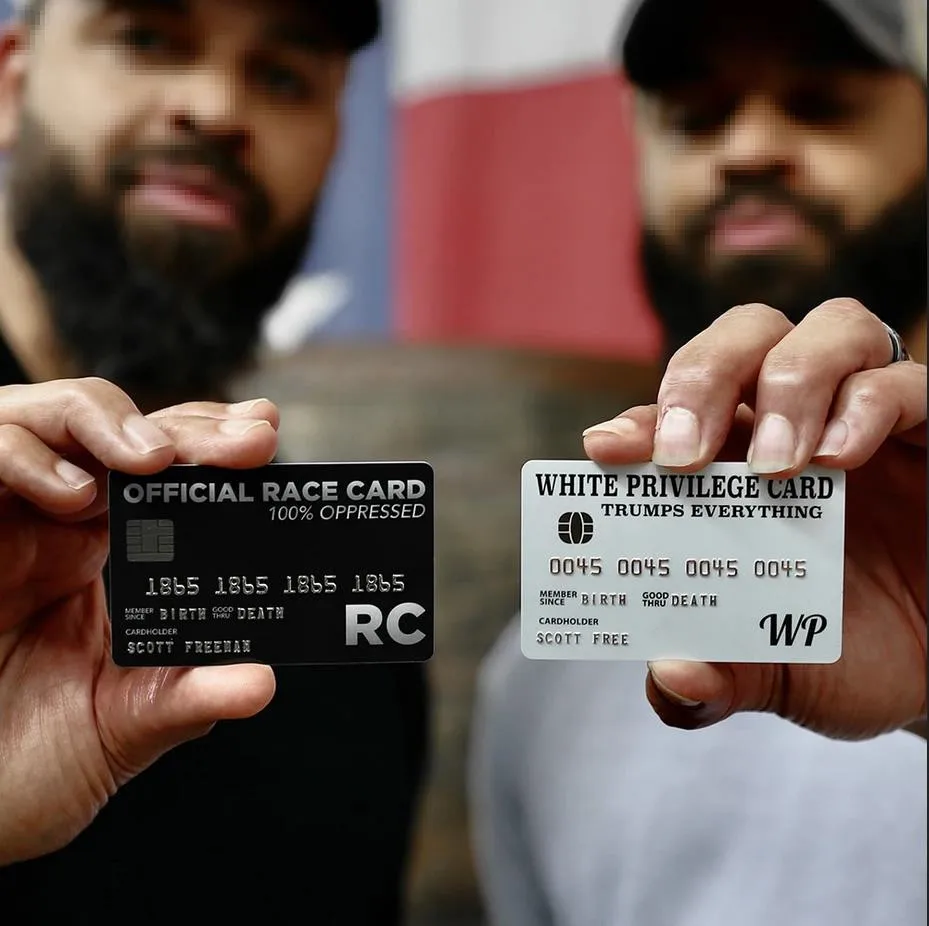 OFFICIAL RACE CARD
100% OPPRESSED
1865 1865 1865 1865
MEMBER SINCE BIRTH GOOD THRU DEATH
CARDHOLDER
SCOTT FREEMAN
RC
WHITE PRIVILEGE CARD
TRUMPS EVERYTHING
0045 0045 0045 0045
MEMBER SINCE BIRTH GOOD THRU DEATH
CARDHOLDER
SCOTT FREE
WP